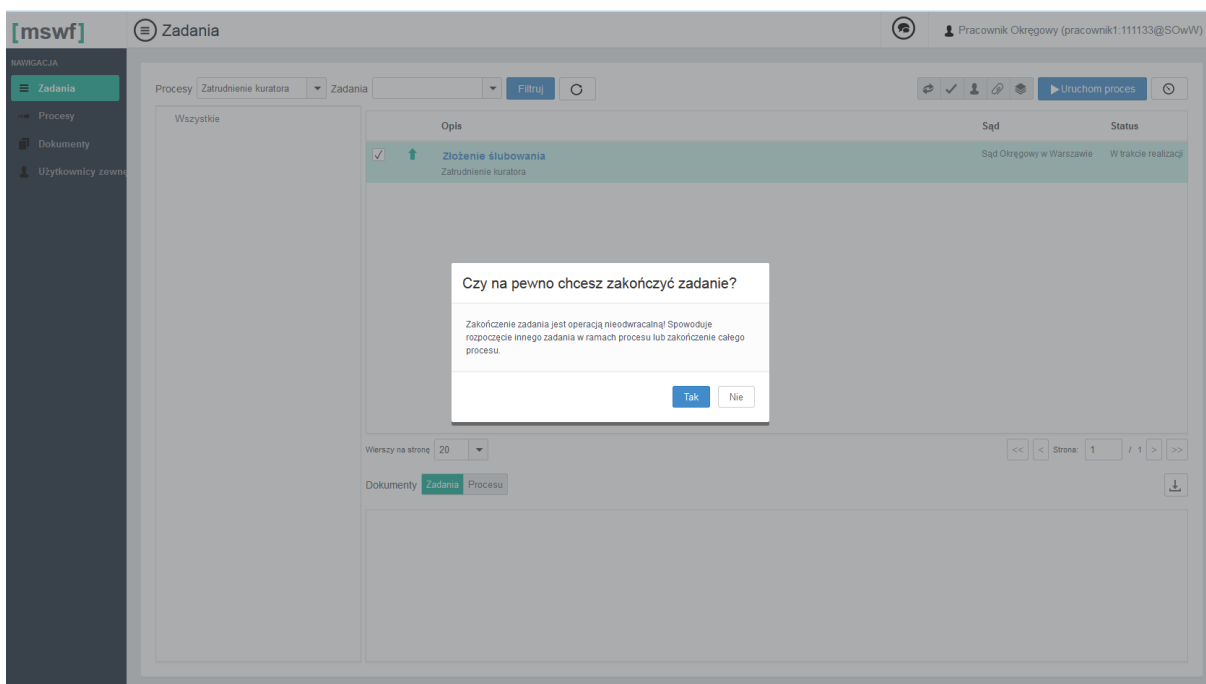 [mswf]
Zadania
Pracownik Okręgowy (pracownik1:111133@SOwW)
NAWIGACJA
Zadania
Procesy
Dokumenty
Użytkownicy zewnę
Procesy Zatrudnienie kuratora Zadania Filtruj Uruchom proces
Wszystkie
Opis Sąd Status
Złożenie ślubowania Sąd Okręgowy w Warszawie W trakcie realizacji
Zatrudnienie kuratora
Czy na pewno chcesz zakończyć zadanie?
Zakończenie zadania jest operacją nieodwracalną! Spowoduje
rozpoczęcie innego zadania w ramach procesu lub zakończenie całego
procesu.
Tak Nie
Wierszy na stronę 20 << < Strona: 1 / 1 > >>
Dokumenty Zadania Procesu